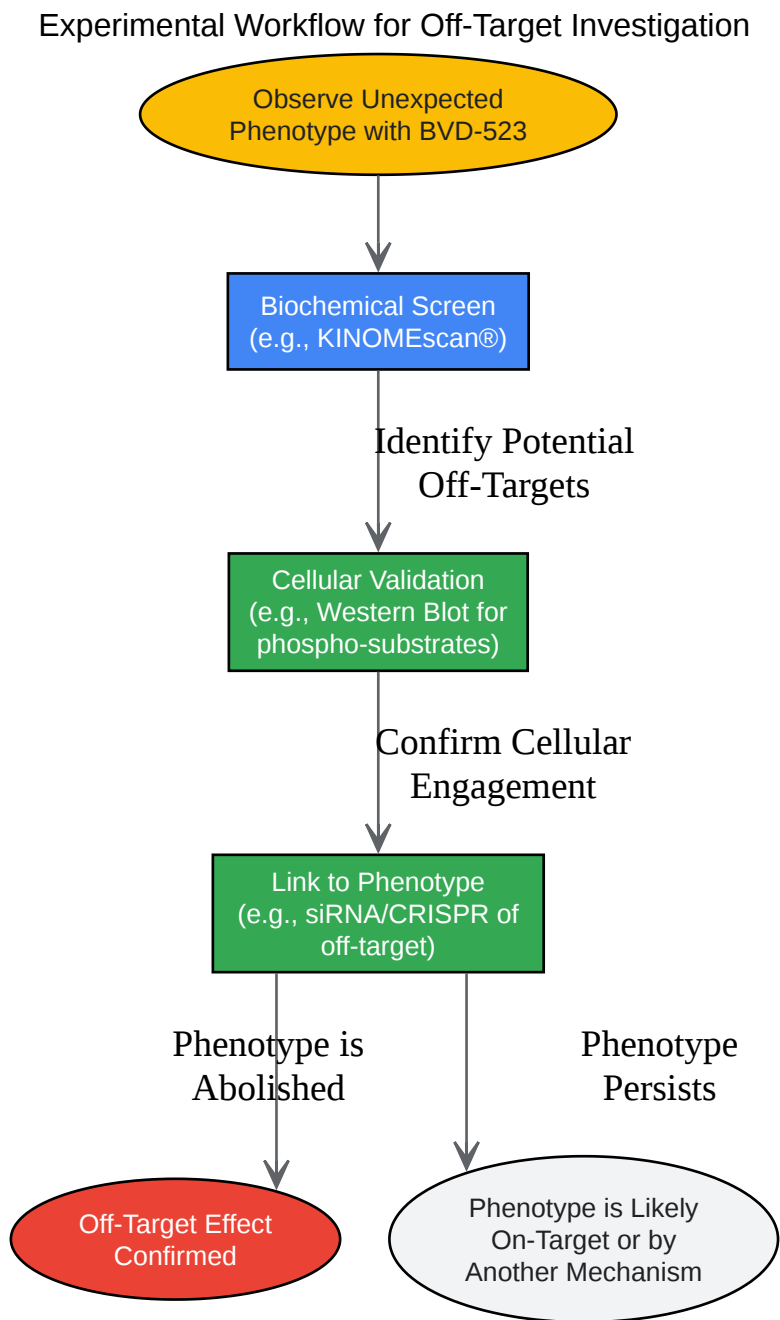 Experimental Workflow for Off-Target Investigation
Observe Unexpected
Phenotype with BVD-523
Biochemical Screen
(e.g., KINOMEscan®)
Identify Potential
Off-Targets
Cellular Validation
(e.g., Western Blot for
phospho-substrates)
Confirm Cellular
Engagement
Link to Phenotype
(e.g., siRNA/CRISPR of
off-target)
Phenotype is
Abolished
Phenotype
Persists
Off-Target Effect
Confirmed
Phenotype is Likely
On-Target or by
Another Mechanism